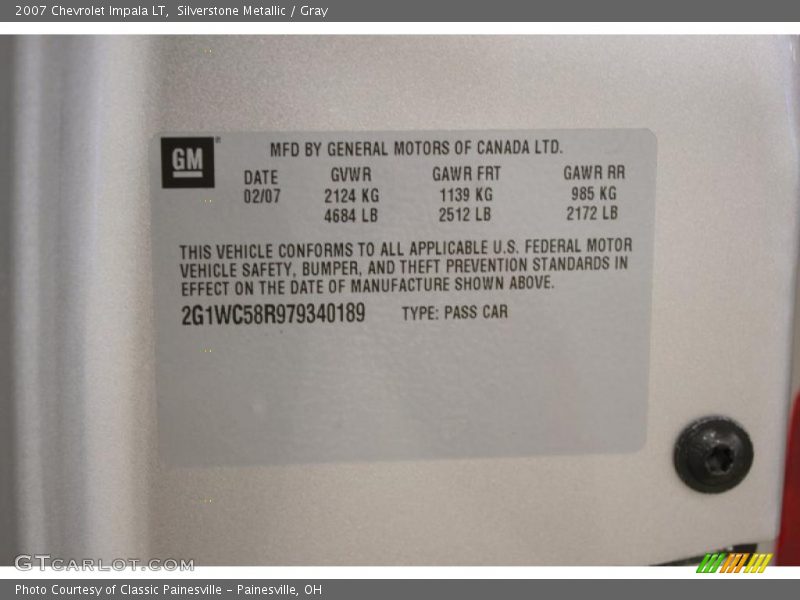 2007 Chevrolet Impala LT, Silverstone Metallic / Gray
GM
MFD BY GENERAL MOTORS OF CANADA LTD.
DATE GVWR GAWR FRT GAWR RR
02/07 2124 KG 1139 KG 985 KG
4684 LB 2512 LB 2172 LB
THIS VEHICLE CONFORMS TO ALL APPLICABLE U.S. FEDERAL MOTOR
VEHICLE SAFETY, BUMPER, AND THEFT PREVENTION STANDARDS IN
EFFECT ON THE DATE OF MANUFACTURE SHOWN ABOVE.
2G1WC58R979340189 TYPE: PASS CAR
GTCARLOT.COM
Photo Courtesy of Classic Painesville - Painesville, OH